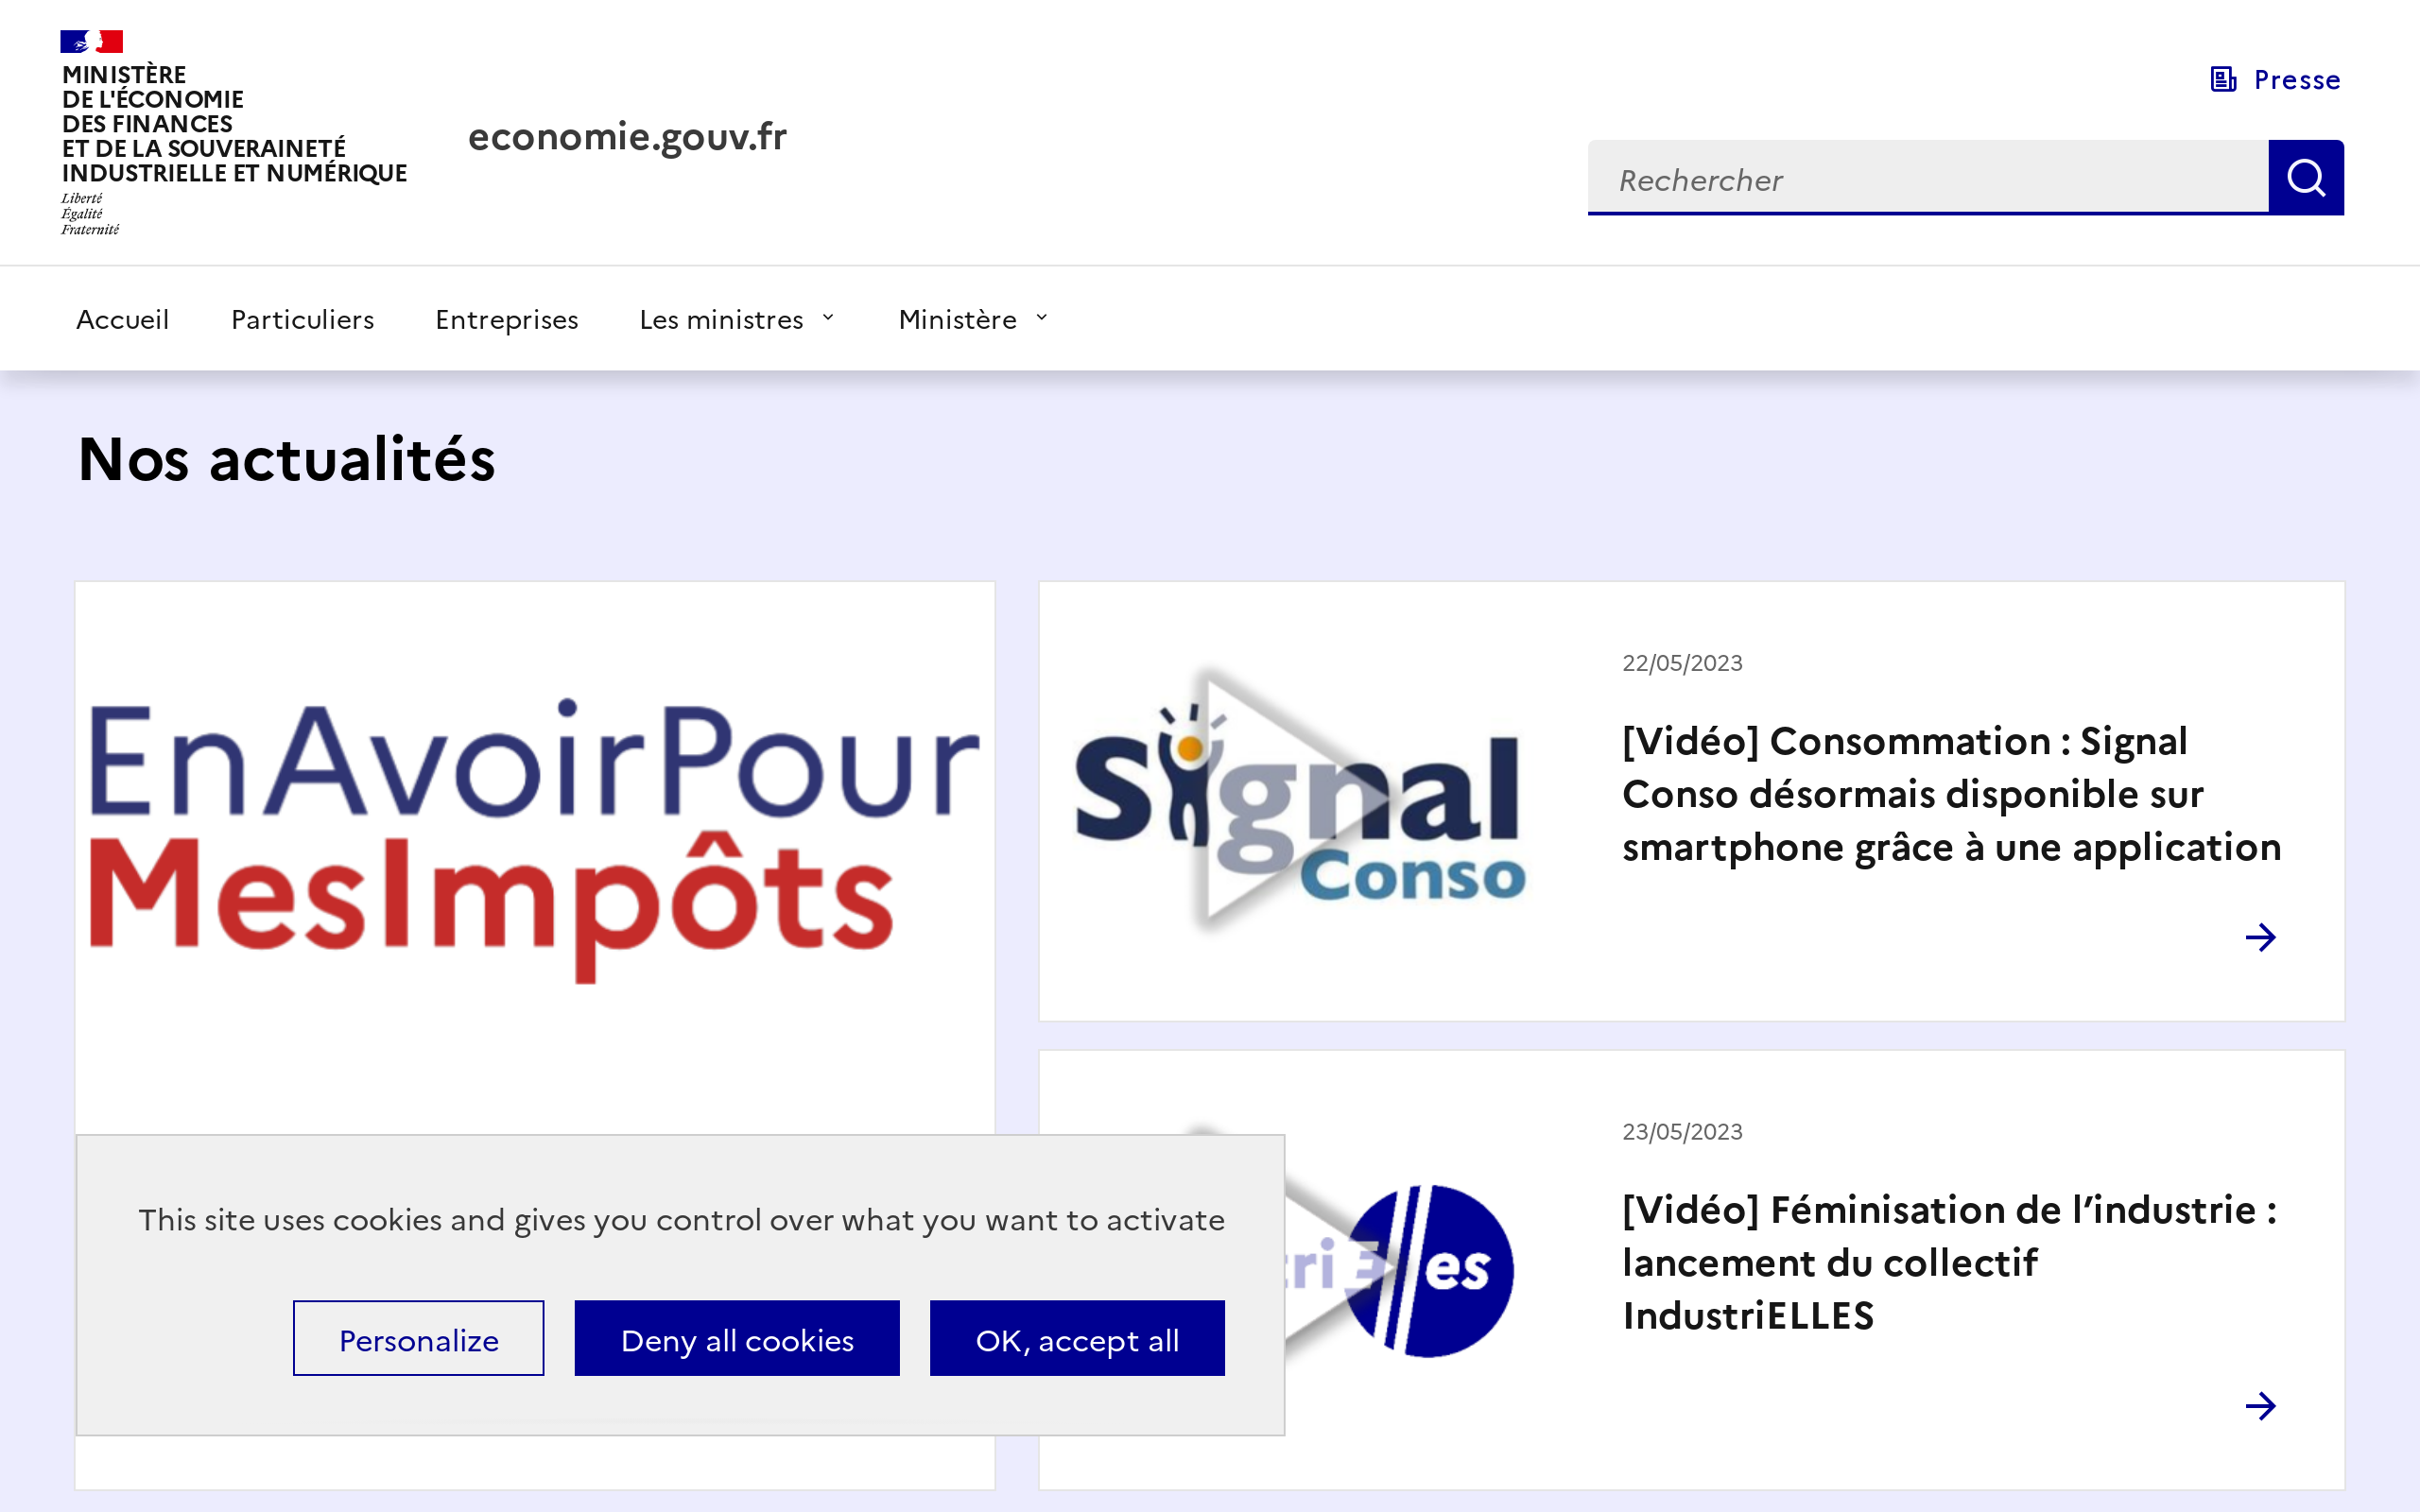 MINISTÈRE
DE L'ÉCONOMIE
DES FINANCES
ET DE LA SOUVERAINETÉ
INDUSTRIELLE ET NUMÉRIQUE
Liberté
Égalité
Fraternité
economie.gouv.fr
Presse
Rechercher
Accueil
Particuliers
Entreprises
Les ministres
Ministère
Nos actualités
EnAvoirPour
MesImpôts
Signal
Conso
22/05/2023
[Vidéo] Consommation : Signal
Conso désormais disponible sur
smartphone grâce à une application
tri Elles
23/05/2023
[Vidéo] Féminisation de l’industrie :
lancement du collectif
IndustriELLES
This site uses cookies and gives you control over what you want to activate
Personalize
Deny all cookies
OK, accept all